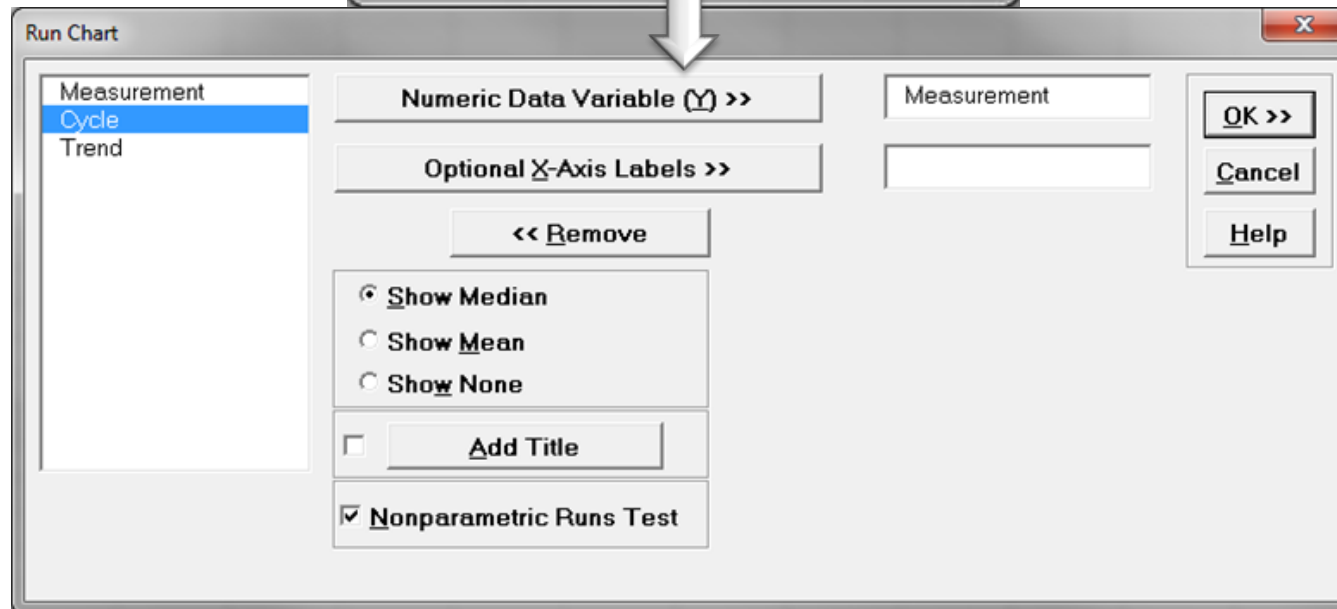 Run Chart
Measurement
Cycle
Trend
Numeric Data Variable (Y) >>
Measurement
Optional X-Axis Labels >>
<< Remove
Show Median
Show Mean
Show None
Add Title
Nonparametric Runs Test
OK >>
Cancel
Help